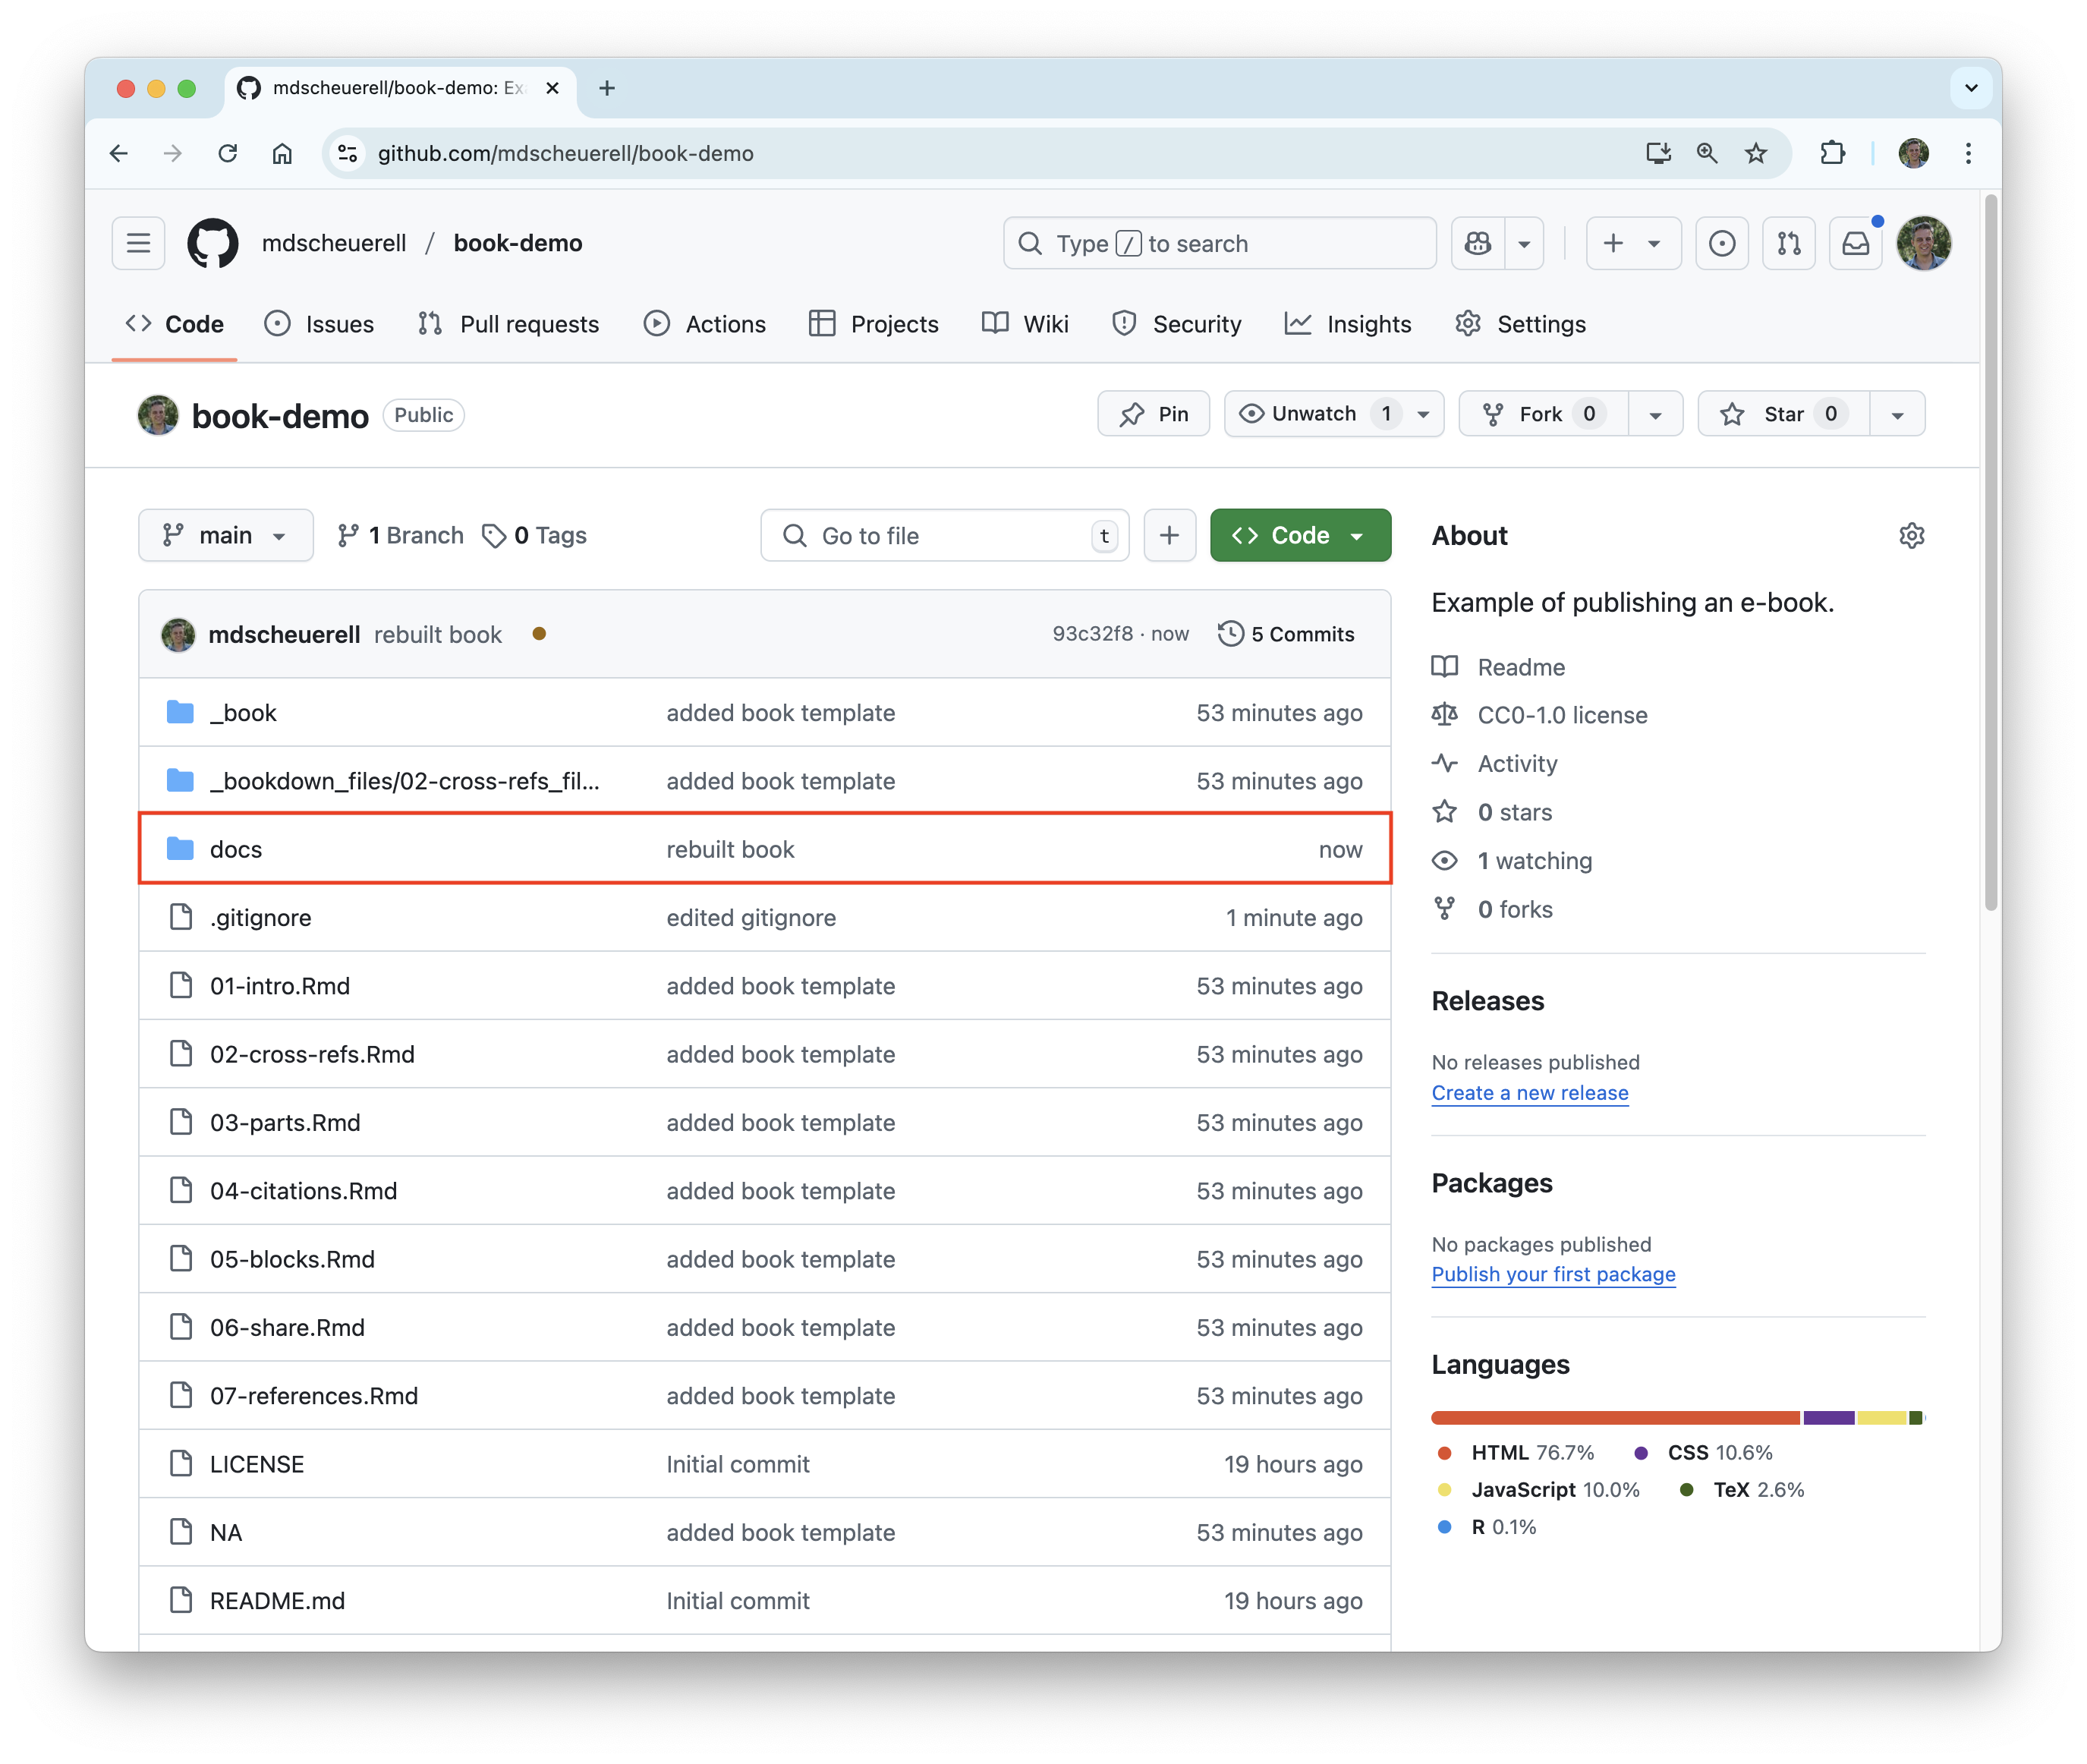 mdscheuerell/book-demo: Ex
github.com/mdscheuerell/book-demo
mdscheuerell / book-demo
Type / to search
Code Issues Pull requests Actions Projects Wiki Security Insights Settings
book-demo Public
Pin Unwatch 1 Fork 0 Star 0
main 1 Branch 0 Tags Go to file t + Code
mdscheuerell rebuilt book 93c32f8 · now 5 Commits
_book added book template 53 minutes ago
_bookdown_files/02-cross-refs_fil... added book template 53 minutes ago
docs rebuilt book now
.gitignore edited gitignore 1 minute ago
01-intro.Rmd added book template 53 minutes ago
02-cross-refs.Rmd added book template 53 minutes ago
03-parts.Rmd added book template 53 minutes ago
04-citations.Rmd added book template 53 minutes ago
05-blocks.Rmd added book template 53 minutes ago
06-share.Rmd added book template 53 minutes ago
07-references.Rmd added book template 53 minutes ago
LICENSE Initial commit 19 hours ago
NA added book template 53 minutes ago
README.md Initial commit 19 hours ago
About
Example of publishing an e-book.
Readme
CC0-1.0 license
Activity
0 stars
1 watching
0 forks
Releases
No releases published
Create a new release
Packages
No packages published
Publish your first package
Languages
HTML 76.7% CSS 10.6%
JavaScript 10.0% TeX 2.6%
R 0.1%